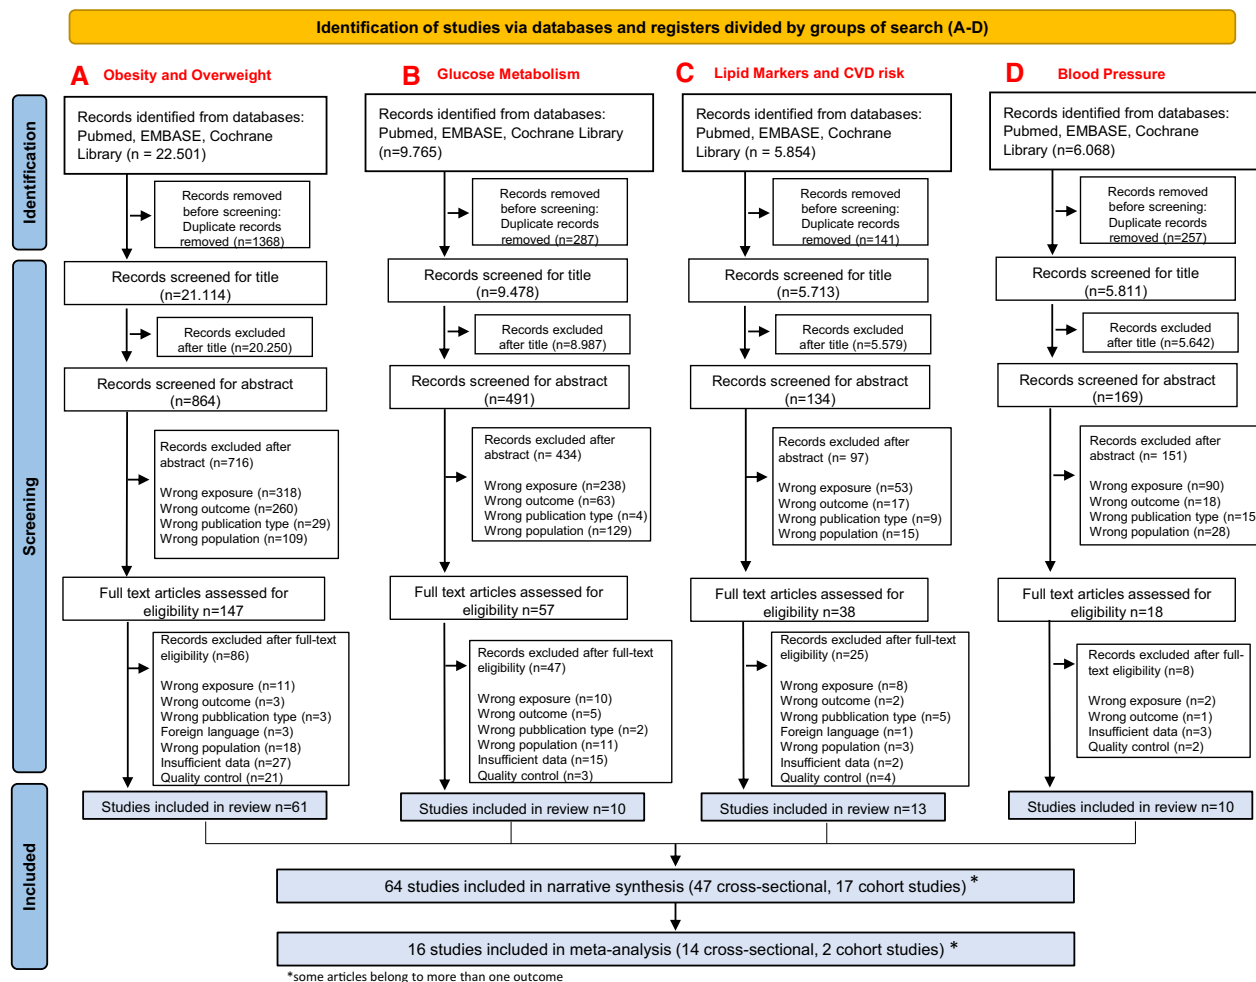 Identification of studies via databases and registers divided by groups of search (A-D)
A Obesity and Overweight
B Glucose Metabolism
C Lipid Markers and CVD risk
D Blood Pressure
Identification
Screening
Included
Records identified from databases:
Pubmed, EMBASE, Cochrane
Library (n = 22.501)
Records removed
before screening:
Duplicate records
removed (n=1368)
Records screened for title
(n=21.114)
Records excluded
after title (n=20.250)
Records screened for abstract
(n=864)
Records excluded after
abstract (n=716)
Wrong exposure (n=318)
Wrong outcome (n=260)
Wrong publication type (n=29)
Wrong population (n=109)
Full text articles assessed for
eligibility n=147
Records excluded after full-text
eligibility (n=86)
Wrong exposure (n=11)
Wrong outcome (n=3)
Wrong pubblication type (n=3)
Foreign language (n=3)
Wrong population (n=18)
Insufficient data (n=27)
Quality control (n=21)
Studies included in review n=61
Records identified from databases:
Pubmed, EMBASE, Cochrane Library
(n=9.765)
Records removed
before screening:
Duplicate records
removed (n=287)
Records screened for title
(n=9.478)
Records excluded
after title (n=8.987)
Records screened for abstract
(n=491)
Records excluded after
abstract (n= 434)
Wrong exposure (n=238)
Wrong outcome (n=63)
Wrong publication type (n=4)
Wrong population (n=129)
Full text articles assessed for
eligibility n=57
Records excluded after full-text
eligibility (n=47)
Wrong exposure (n=10)
Wrong outcome (n=5)
Wrong pubblication type (n=2)
Wrong population (n=11)
Insufficient data (n=15)
Quality control (n=3)
Studies included in review n=10
Records identified from databases:
Pubmed, EMBASE, Cochrane
Library (n = 5.854)
Records removed
before screening:
Duplicate records
removed (n=141)
Records screened for title
(n=5.713)
Records excluded
after title (n=5.579)
Records screened for abstract
(n=134)
Records excluded after
abstract (n= 97)
Wrong exposure (n=53)
Wrong outcome (n=17)
Wrong publication type (n=9)
Wrong population (n=15)
Full text articles assessed for
eligibility n=38
Records excluded after full-text
eligibility (n=25)
Wrong exposure (n=8)
Wrong outcome (n=2)
Wrong pubblication type (n=5)
Foreign language (n=1)
Wrong population (n=3)
Insufficient data (n=2)
Quality control (n=4)
Studies included in review n=13
Records identified from databases:
Pubmed, EMBASE, Cochrane
Library (n=6.068)
Records removed
before screening:
Duplicate records
removed (n=257)
Records screened for title
(n=5.811)
Records excluded
after title (n=5.642)
Records screened for abstract
(n=169)
Records excluded after
abstract (n= 151)
Wrong exposure (n=90)
Wrong outcome (n=18)
Wrong publication type (n=15
Wrong population (n=28)
Full text articles assessed for
eligibility n=18
Records excluded after full-
text eligibility (n=8)
Wrong exposure (n=2)
Wrong outcome (n=1)
Insufficient data (n=3)
Quality control (n=2)
Studies included in review n=10
64 studies included in narrative synthesis (47 cross-sectional, 17 cohort studies) *
16 studies included in meta-analysis (14 cross-sectional, 2 cohort studies) *
*some articles belong to more than one outcome